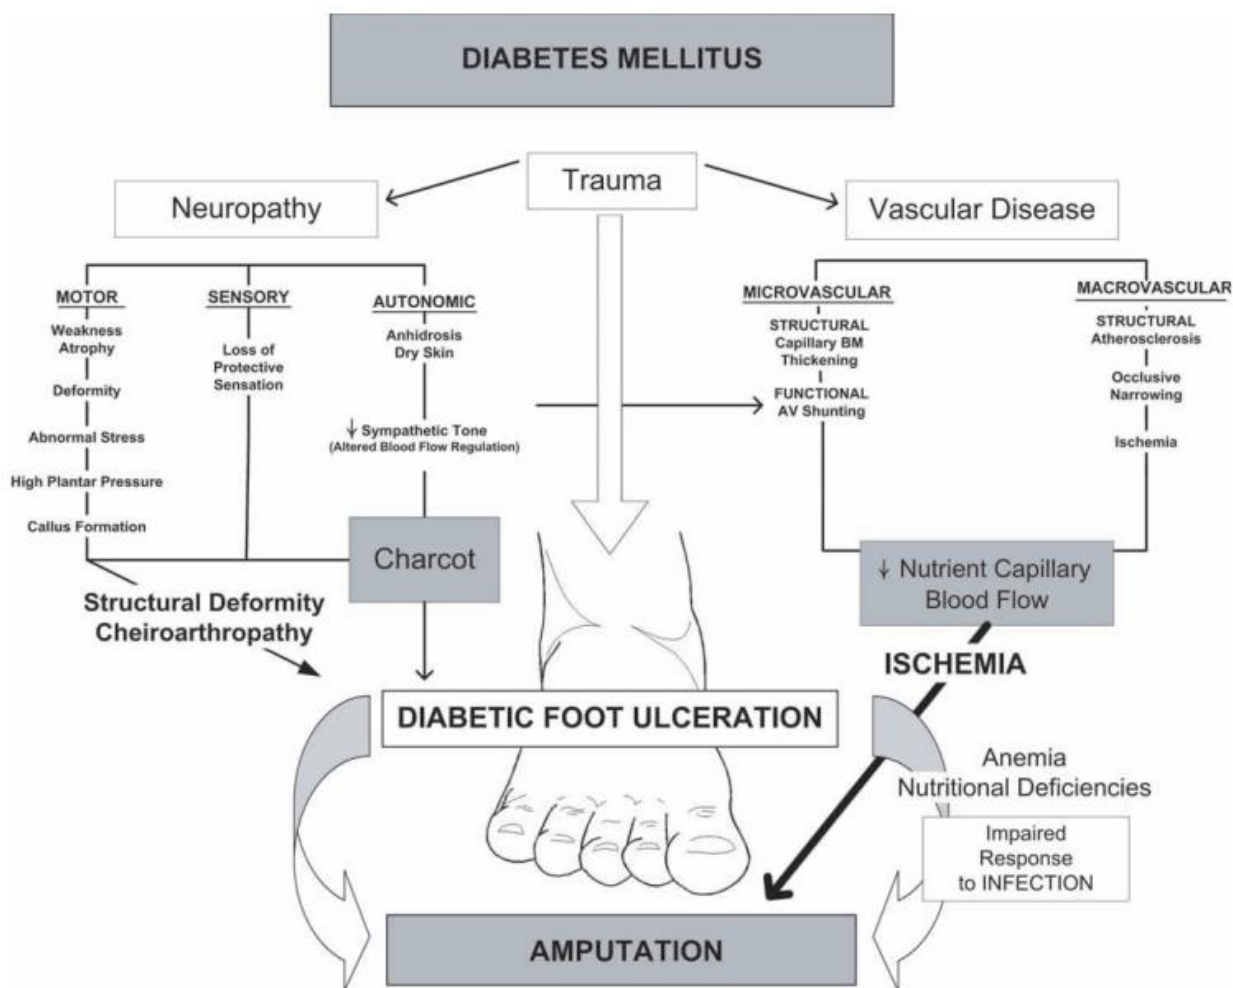 DIABETES MELLITUS
Trauma
Neuropathy
Vascular Disease
MOTOR
Weakness
Atrophy
Deformity
Abnormal Stress
High Plantar Pressure
Callus Formation
SENSORY
Loss of
Protective
Sensation
AUTONOMIC
Anhidrosis
Dry Skin
↓ Sympathetic Tone
(Altered Blood Flow Regulation)
MICROVASCULAR
STRUCTURAL
Capillary BM
Thickening
FUNCTIONAL
AV Shunting
MACROVASCULAR
STRUCTURAL
Atherosclerosis
Occlusive
Narrowing
Ischemia
Charcot
↓ Nutrient Capillary
Blood Flow
Structural Deformity
Cheiroarthropathy
ISCHEMIA
DIABETIC FOOT ULCERATION
Anemia
Nutritional Deficiencies
Impaired
Response
to INFECTION
AMPUTATION